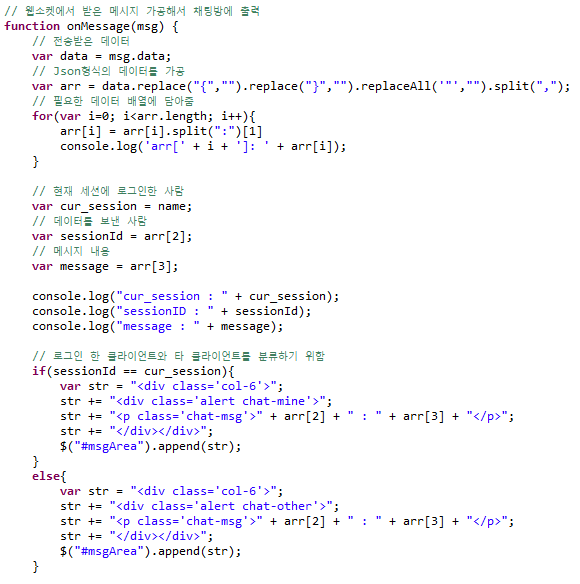 // 웹소켓에서 받은 메시지 가공해서 채팅방에 출력
function onMessage(msg) {
    // 전송받은 데이터
    var data = msg.data;
    // Json형식의 데이터를 가공
    var arr = data.replace("{","").replace("}","").replaceAll('"',"").split(",");
    // 필요한 데이터 배열에 담아줌
    for(var i=0; i<arr.length; i++){
        arr[i] = arr[i].split(":")[1]
        console.log('arr[' + i + ']: ' + arr[i]);
    }

    // 현재 세션에 로그인한 사람
    var cur_session = name;
    // 데이터를 보낸 사람
    var sessionId = arr[2];
    // 메시지 내용
    var message = arr[3];

    console.log("cur_session : " + cur_session);
    console.log("sessionID : " + sessionId);
    console.log("message : " + message);

    // 로그인 한 클라이언트와 타 클라이언트를 분류하기 위함
    if(sessionId == cur_session){
        var str = "<div class='col-6'>";
        str += "<div class='alert chat-mine'>";
        str += "<p class='chat-msg'>" + arr[2] + " : " + arr[3] + "</p>";
        str += "</div></div>";
        $("#msgArea").append(str);
    }
    else{
        var str = "<div class='col-6'>";
        str += "<div class='alert chat-other'>";
        str += "<p class='chat-msg'>" + arr[2] + " : " + arr[3] + "</p>";
        str += "</div></div>";
        $("#msgArea").append(str);
    }